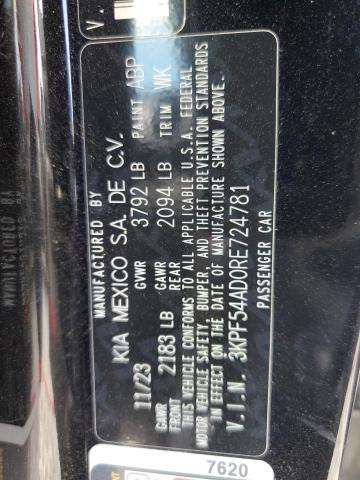 MANUFACTURED BY
KIA MEXICO S.A. DE C.V.
11/23 GVWR 3792 LB PAINT ABP
GAWR FRONT 2183 LB GAWR REAR 2094 LB TRIM WK
THIS VEHICLE CONFORMS TO ALL APPLICABLE U.S.A. FEDERAL
MOTOR VEHICLE SAFETY, BUMPER, AND THEFT PREVENTION STANDARDS
IN EFFECT ON THE DATE OF MANUFACTURE SHOWN ABOVE.
V.I.N. 3KPF54AD0RE724781
PASSENGER CAR
V.
7620